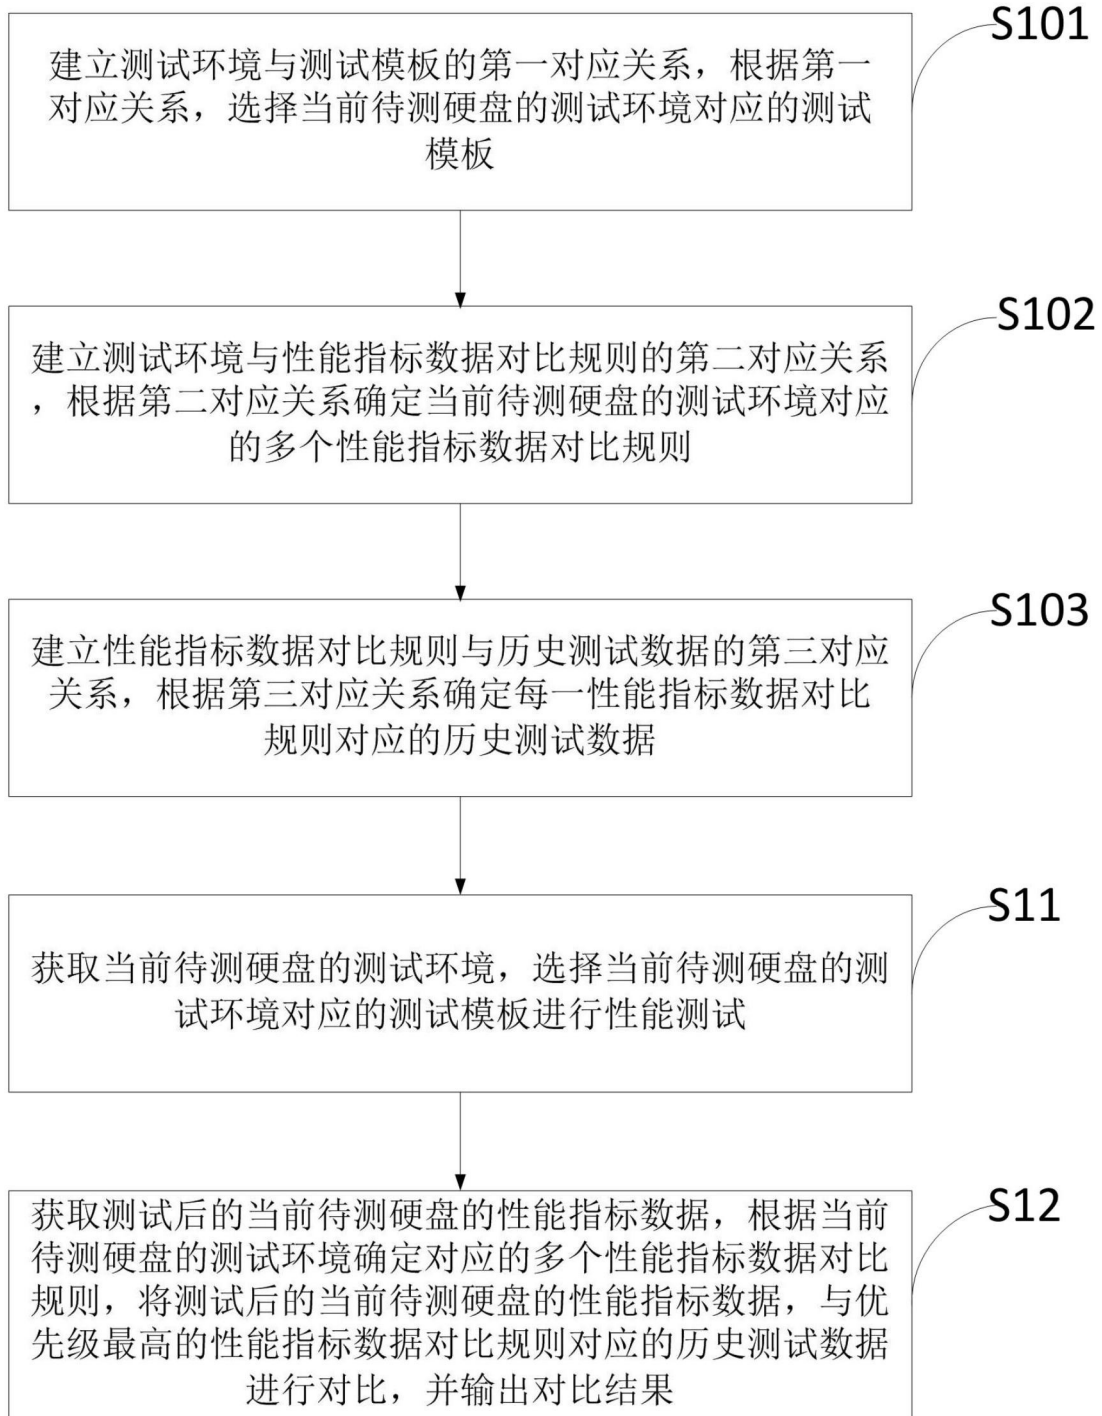 S101
建立测试环境与测试模板的第一对应关系，根据第一
对应关系，选择当前待测硬盘的测试环境对应的测试
模板
S102
建立测试环境与性能指标数据对比规则的第二对应关系
，根据第二对应关系确定当前待测硬盘的测试环境对应
的多个性能指标数据对比规则
S103
建立性能指标数据对比规则与历史测试数据的第三对应
关系，根据第三对应关系确定每一性能指标数据对比
规则对应的历史测试数据
S11
获取当前待测硬盘的测试环境，选择当前待测硬盘的测
试环境对应的测试模板进行性能测试
S12
获取测试后的当前待测硬盘的性能指标数据，根据当前
待测硬盘的测试环境确定对应的多个性能指标数据对比
规则，将测试后的当前待测硬盘的性能指标数据，与优
先级最高的性能指标数据对比规则对应的历史测试数据
进行对比，并输出对比结果